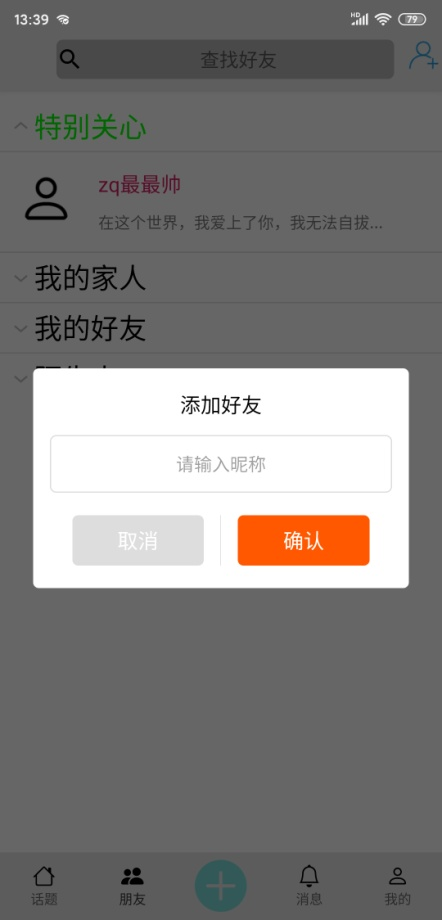 13:39
HD
79
查找好友
特别关心
zq最最帅
在这个世界，我爱上了你，我无法自拔...
我的家人
我的好友
添加好友
请输入昵称
取消
确认
话题
朋友
消息
我的